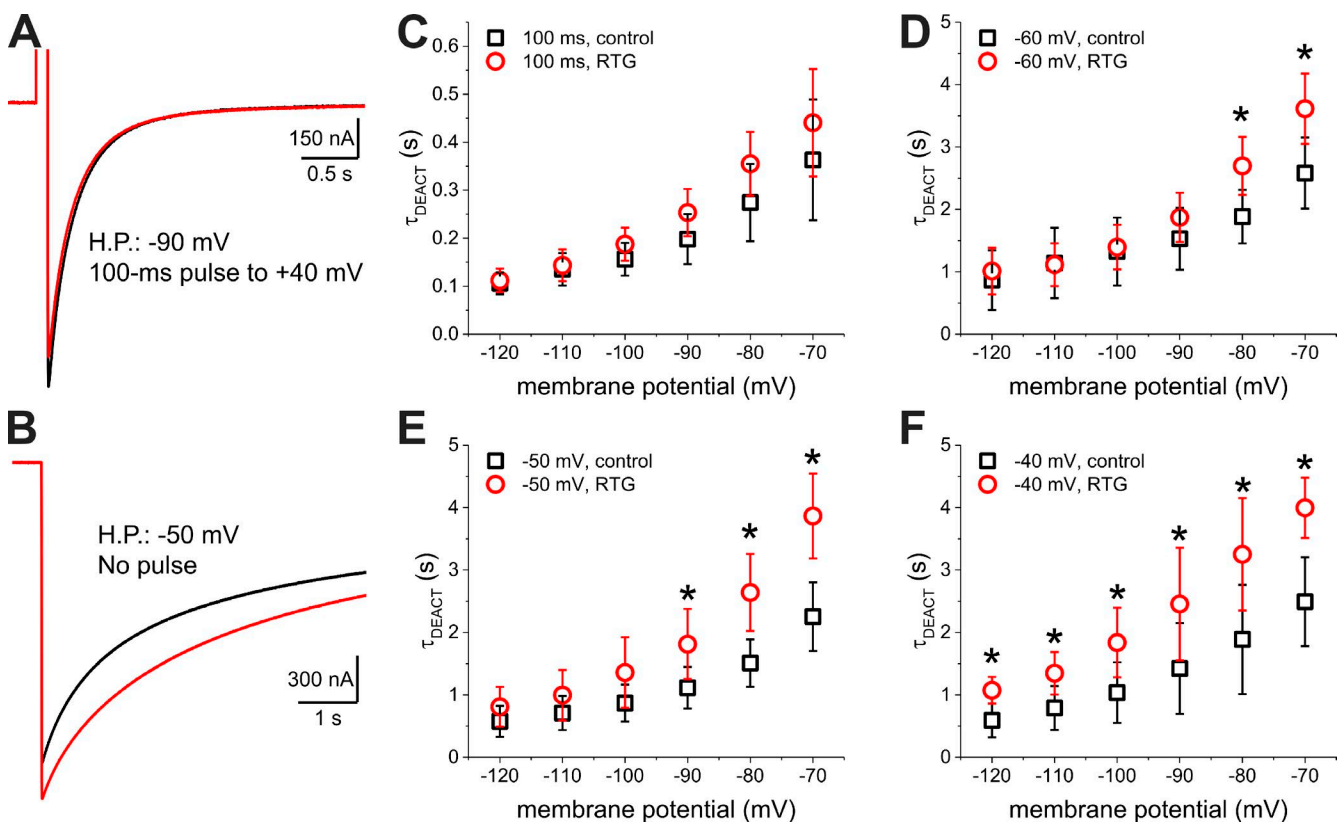 A
150 nA
0.5 s
H.P.: -90 mV
100-ms pulse to +40 mV
B
H.P.: -50 mV
No pulse
300 nA
1 s
C
100 ms, control
100 ms, RTG
τDEACT (s)
0.6
0.5
0.4
0.3
0.2
0.1
0.0
-120 -110 -100 -90 -80 -70
membrane potential (mV)
D
-60 mV, control
-60 mV, RTG
* *
τDEACT (s)
5
4
3
2
1
0
-120 -110 -100 -90 -80 -70
membrane potential (mV)
E
-50 mV, control
-50 mV, RTG
* * *
τDEACT (s)
5
4
3
2
1
0
-120 -110 -100 -90 -80 -70
membrane potential (mV)
F
-40 mV, control
-40 mV, RTG
* * * * * *
τDEACT (s)
5
4
3
2
1
0
-120 -110 -100 -90 -80 -70
membrane potential (mV)